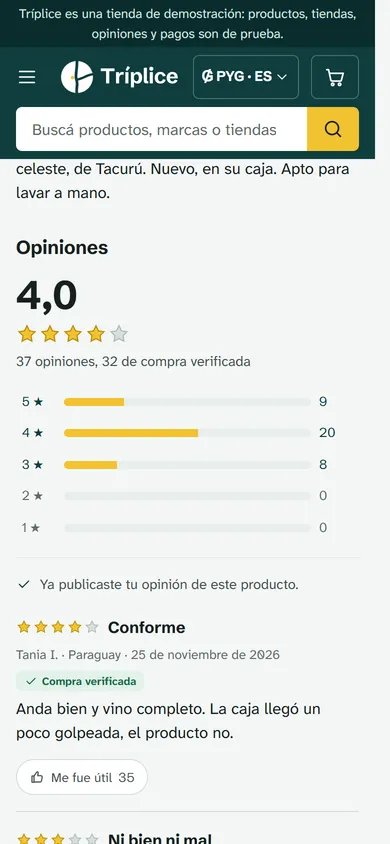 Tríplice es una tienda de demostración: productos, tiendas,
opiniones y pagos son de prueba.
Tríplice
₲ PYG · ES
Buscá productos, marcas o tiendas
celeste, de Tacurú. Nuevo, en su caja. Apto para
lavar a mano.
Opiniones
4,0
37 opiniones, 32 de compra verificada
5 ★ 9
4 ★ 20
3 ★ 8
2 ★ 0
1 ★ 0
Ya publicaste tu opinión de este producto.
Conforme
Tania I. · Paraguay · 25 de noviembre de 2026
Compra verificada
Anda bien y vino completo. La caja llegó un
poco golpeada, el producto no.
Me fue útil 35
Ni bien ni mal